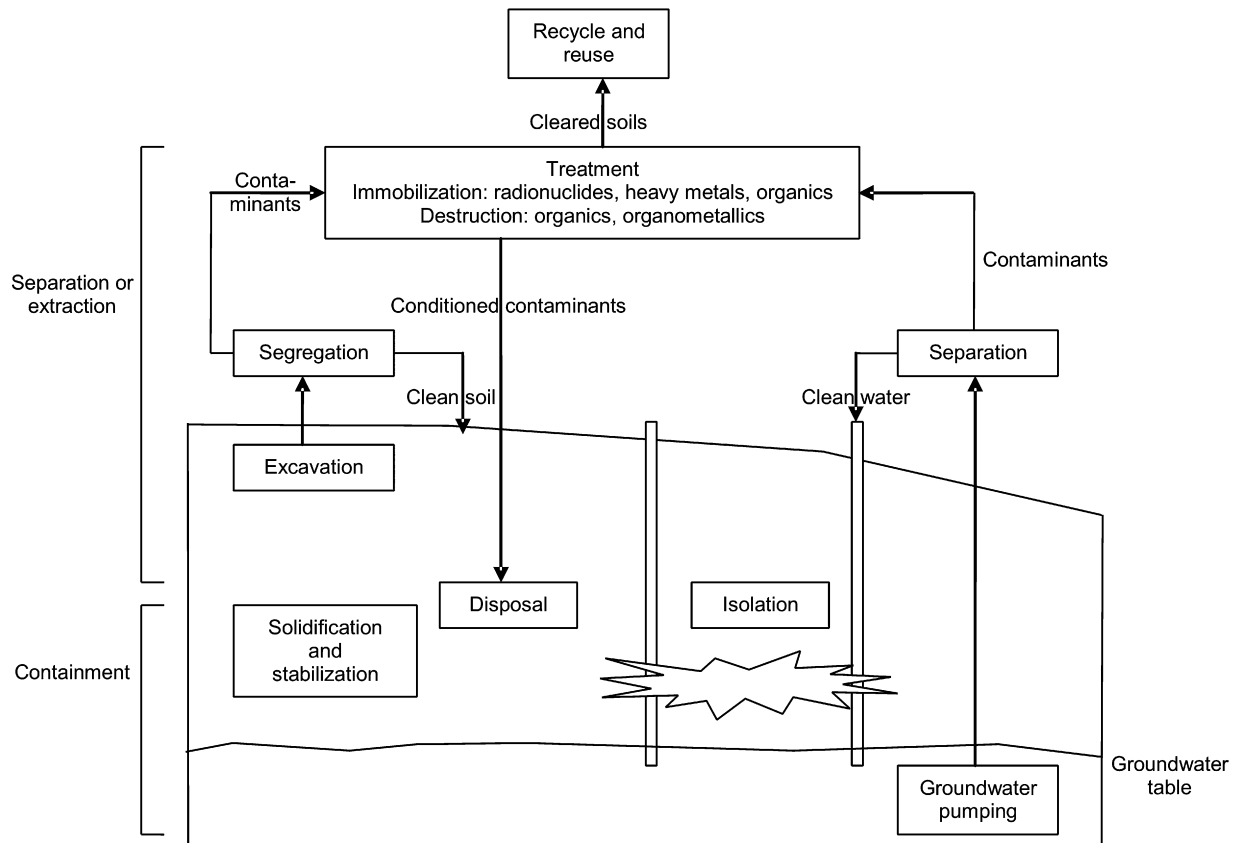 Recycle and
reuse
Cleared soils
Treatment
Immobilization: radionuclides, heavy metals, organics
Destruction: organics, organometallics
Conta-
minants
Contaminants
Separation or
extraction
Conditioned contaminants
Segregation
Separation
Clean soil
Clean water
Excavation
Disposal
Isolation
Solidification
and
stabilization
Containment
Groundwater
table
Groundwater
pumping